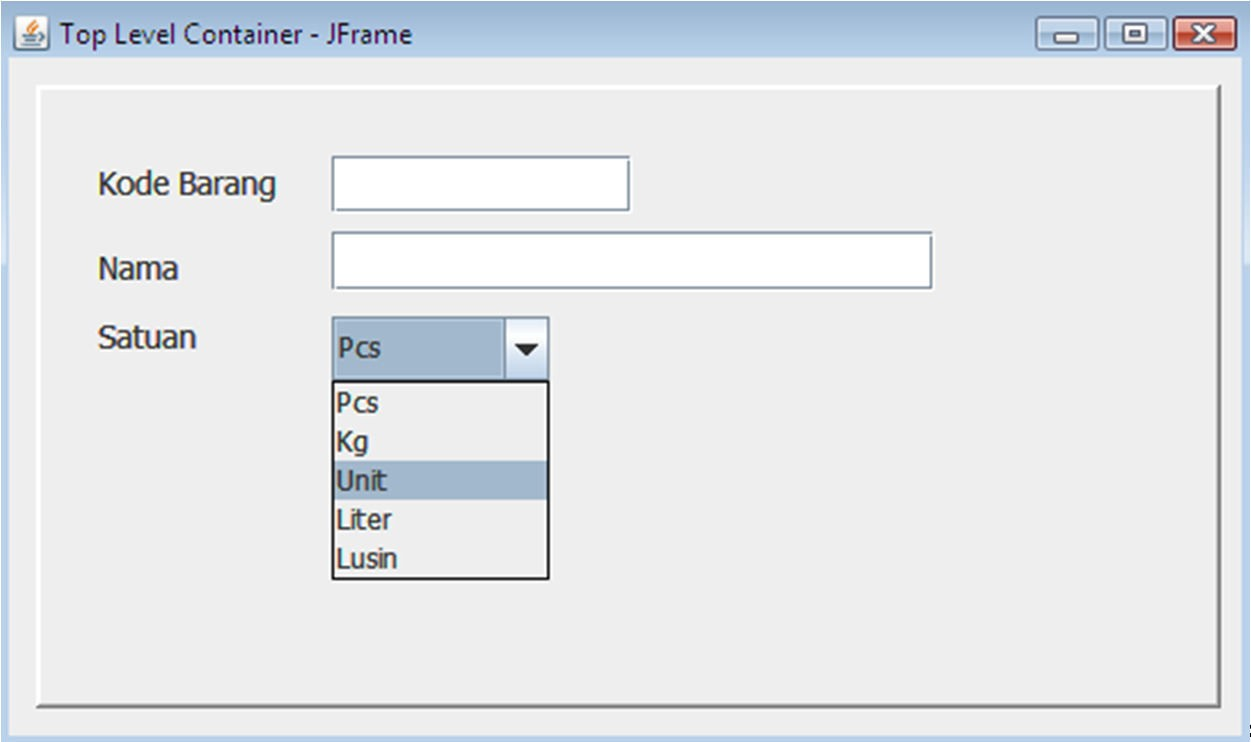 Top Level Container - JFrame
Kode Barang
Nama
Satuan
Pcs
Pcs
Kg
Unit
Liter
Lusin